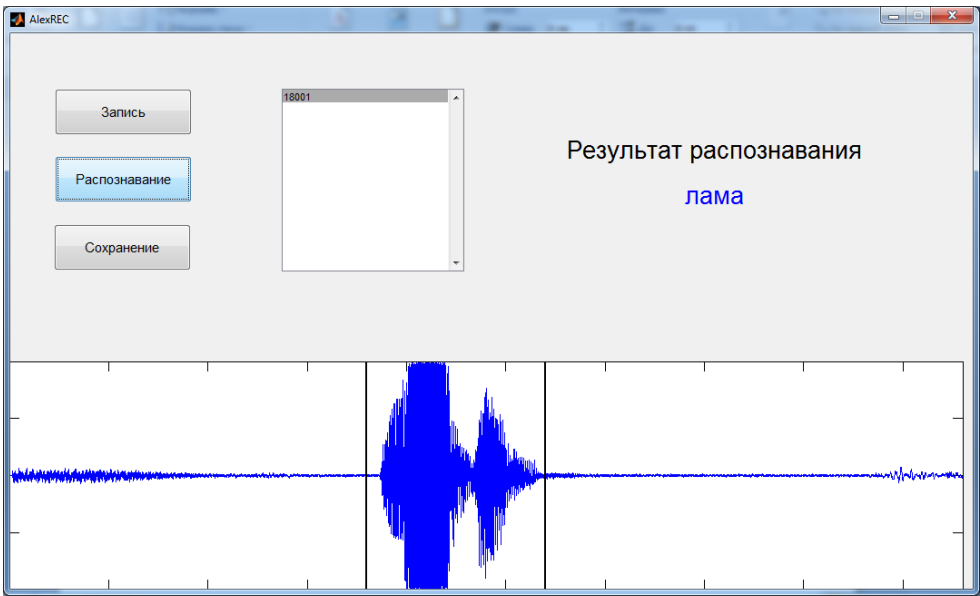 AlexREC
Запись
Распознавание
Сохранение
18001
Результат распознавания
лама